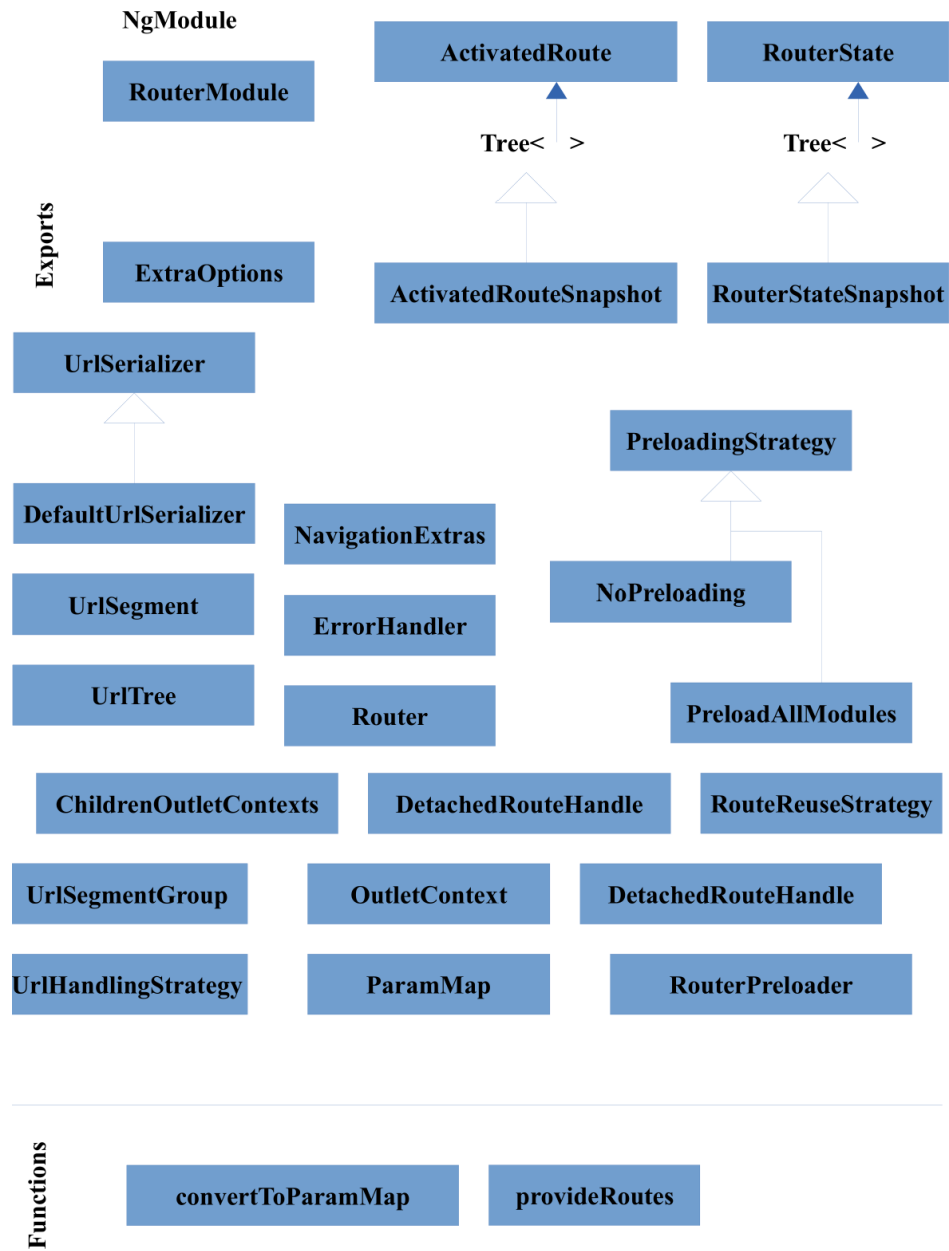 NgModule
RouterModule
ActivatedRoute
RouterState
Tree< >
Tree< >
Exports
ExtraOptions
ActivatedRouteSnapshot
RouterStateSnapshot
UrlSerializer
PreloadingStrategy
DefaultUrlSerializer
NavigationExtras
NoPreloading
UrlSegment
ErrorHandler
UrlTree
Router
PreloadAllModules
ChildrenOutletContexts
DetachedRouteHandle
RouteReuseStrategy
UrlSegmentGroup
OutletContext
DetachedRouteHandle
UrlHandlingStrategy
ParamMap
RouterPreloader
Functions
convertToParamMap
provideRoutes